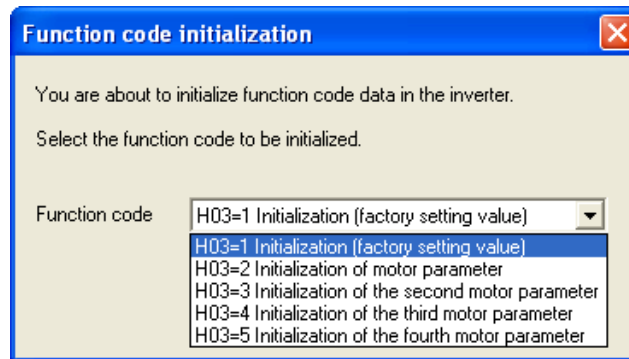 Function code initialization
You are about to initialize function code data in the inverter.
Select the function code to be initialized.
Function code
H03=1 Initialization (factory setting value)
H03=1 Initialization (factory setting value)
H03=2 Initialization of motor parameter
H03=3 Initialization of the second motor parameter
H03=4 Initialization of the third motor parameter
H03=5 Initialization of the fourth motor parameter